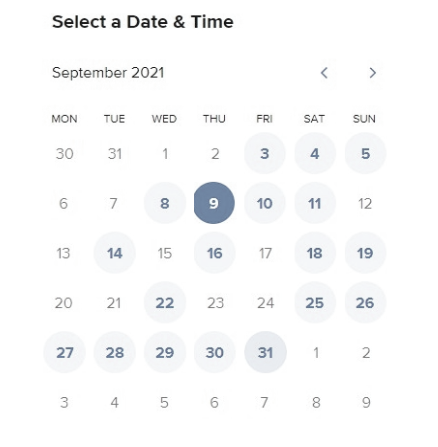 Select a Date & Time
September 2021
MON TUE WED THU FRI SAT SUN
30 31 1 2 3 4 5
6 7 8 9 10 11 12
13 14 15 16 17 18 19
20 21 22 23 24 25 26
27 28 29 30 31 1 2
3 4 5 6 7 8 9